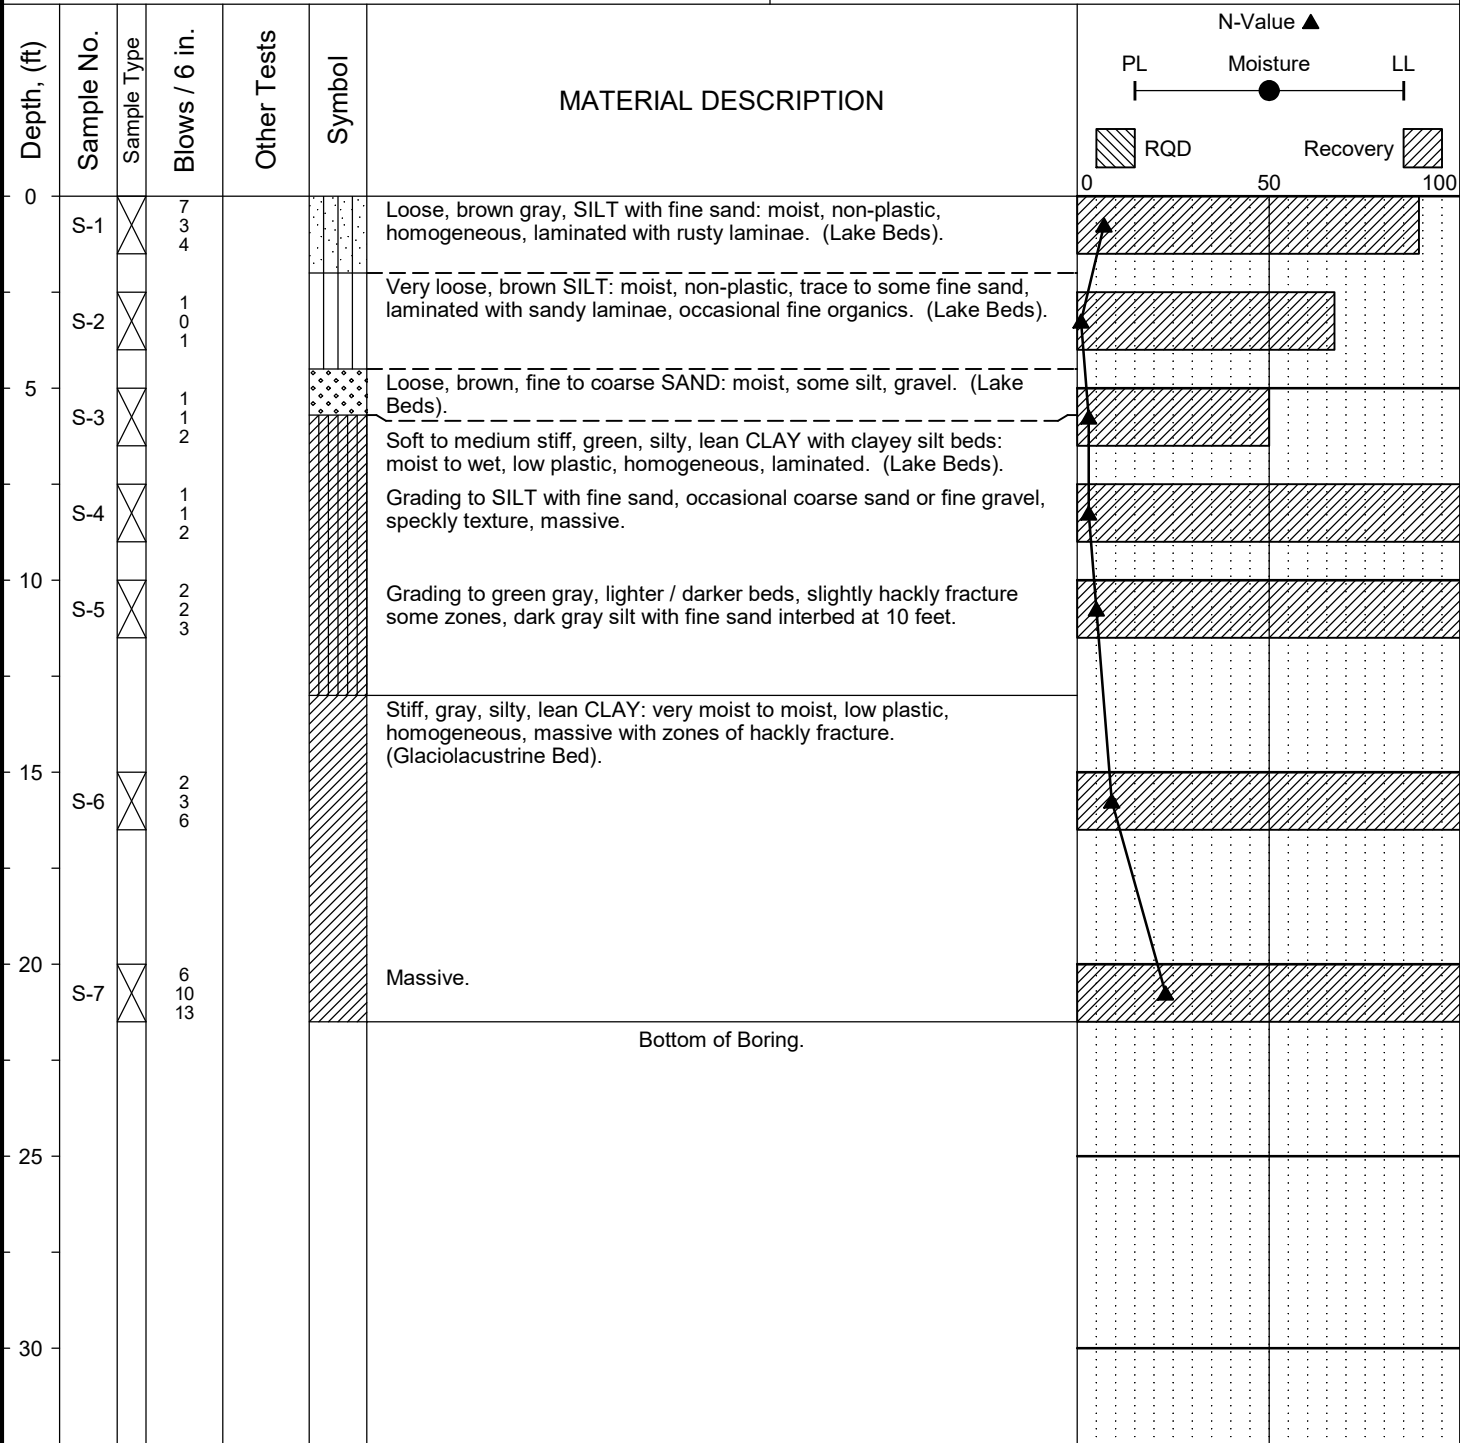 Depth, (ft)
Sample No.
Sample Type
Blows / 6 in.
Other Tests
Symbol
MATERIAL DESCRIPTION
N-Value ▲
PL Moisture LL
RQD Recovery
0 50 100
0
S-1
7
3
4
Loose, brown gray, SILT with fine sand: moist, non-plastic,
homogeneous, laminated with rusty laminae. (Lake Beds).
S-2
1
0
1
Very loose, brown SILT: moist, non-plastic, trace to some fine sand,
laminated with sandy laminae, occasional fine organics. (Lake Beds).
5
S-3
1
1
2
Loose, brown, fine to coarse SAND: moist, some silt, gravel. (Lake
Beds).
Soft to medium stiff, green, silty, lean CLAY with clayey silt beds:
moist to wet, low plastic, homogeneous, laminated. (Lake Beds).
S-4
1
1
2
Grading to SILT with fine sand, occasional coarse sand or fine gravel,
speckly texture, massive.
10
S-5
2
2
3
Grading to green gray, lighter / darker beds, slightly hackly fracture
some zones, dark gray silt with fine sand interbed at 10 feet.
Stiff, gray, silty, lean CLAY: very moist to moist, low plastic,
homogeneous, massive with zones of hackly fracture.
(Glaciolacustrine Bed).
15
S-6
2
3
6
20
S-7
6
10
13
Massive.
Bottom of Boring.
25
30